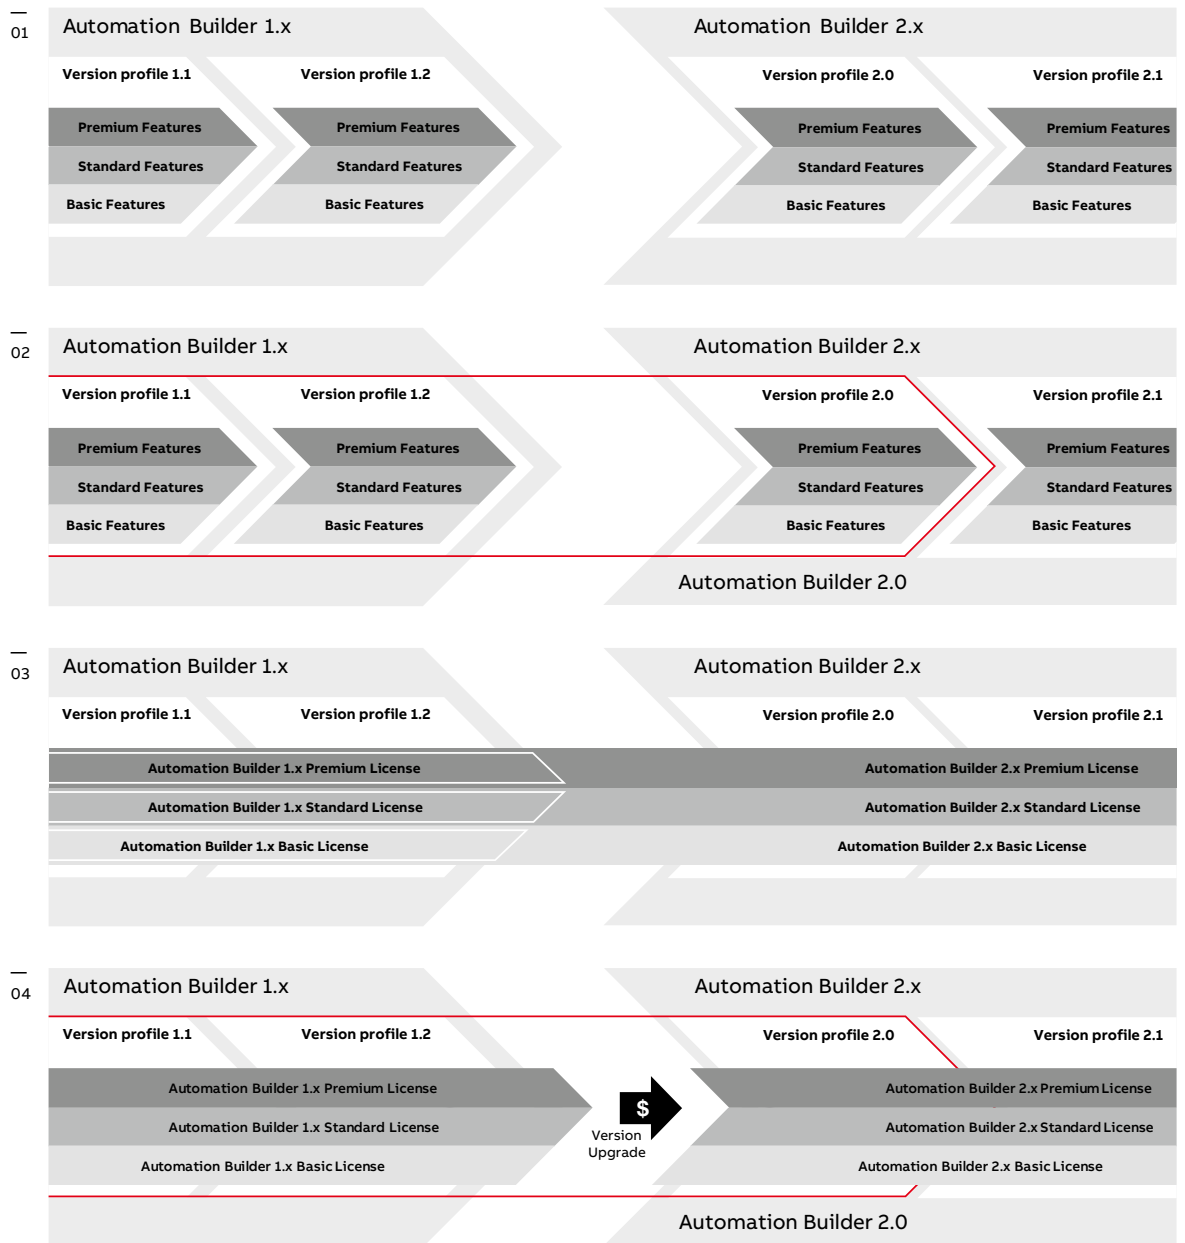 01
Automation Builder 1.x
Automation Builder 2.x
Version profile 1.1
Version profile 1.2
Version profile 2.0
Version profile 2.1
Premium Features
Premium Features
Premium Features
Premium Features
Standard Features
Standard Features
Standard Features
Standard Features
Basic Features
Basic Features
Basic Features
Basic Features
02
Automation Builder 1.x
Automation Builder 2.x
Version profile 1.1
Version profile 1.2
Version profile 2.0
Version profile 2.1
Premium Features
Premium Features
Premium Features
Premium Features
Standard Features
Standard Features
Standard Features
Standard Features
Basic Features
Basic Features
Basic Features
Basic Features
Automation Builder 2.0
03
Automation Builder 1.x
Automation Builder 2.x
Version profile 1.1
Version profile 1.2
Version profile 2.0
Version profile 2.1
Automation Builder 1.x Premium License
Automation Builder 2.x Premium License
Automation Builder 1.x Standard License
Automation Builder 2.x Standard License
Automation Builder 1.x Basic License
Automation Builder 2.x Basic License
04
Automation Builder 1.x
Automation Builder 2.x
Version profile 1.1
Version profile 1.2
Version profile 2.0
Version profile 2.1
Automation Builder 1.x Premium License
Automation Builder 2.x Premium License
$
Automation Builder 1.x Standard License
Automation Builder 2.x Standard License
Version
Upgrade
Automation Builder 1.x Basic License
Automation Builder 2.x Basic License
Automation Builder 2.0